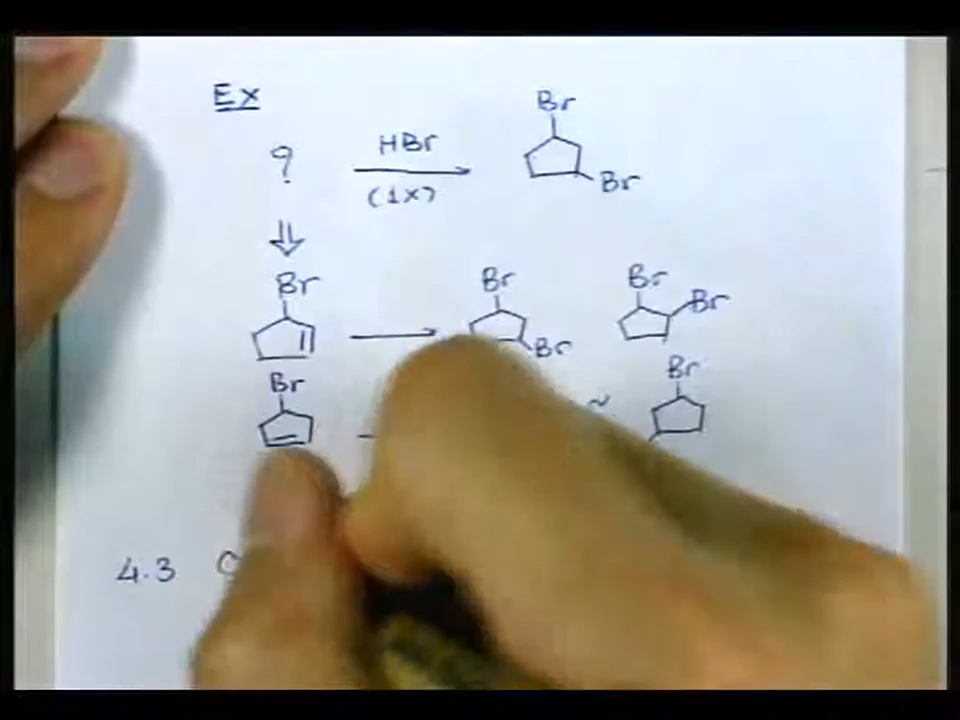 Ex
? HBr Br
(1x) Br
Br Br Br Br
Br
Br Br
~
4.3